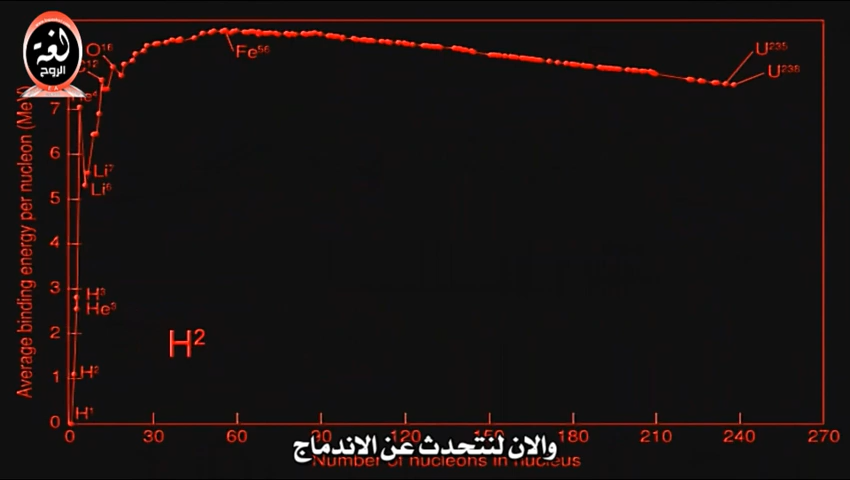 لغة
الروح
O¹⁶
C¹²
He⁴
Fe⁵⁶
U²³⁵
U²³⁸
7
6
5
4
3
2
1
0
Li⁷
Li⁶
H³
He³
H²
H¹
H²
Average binding energy per nucleon (MeV)
0 30 60 90 120 150 180 210 240 270
والان لنتحدث عن الاندماج
Number of nucleons in nucleus